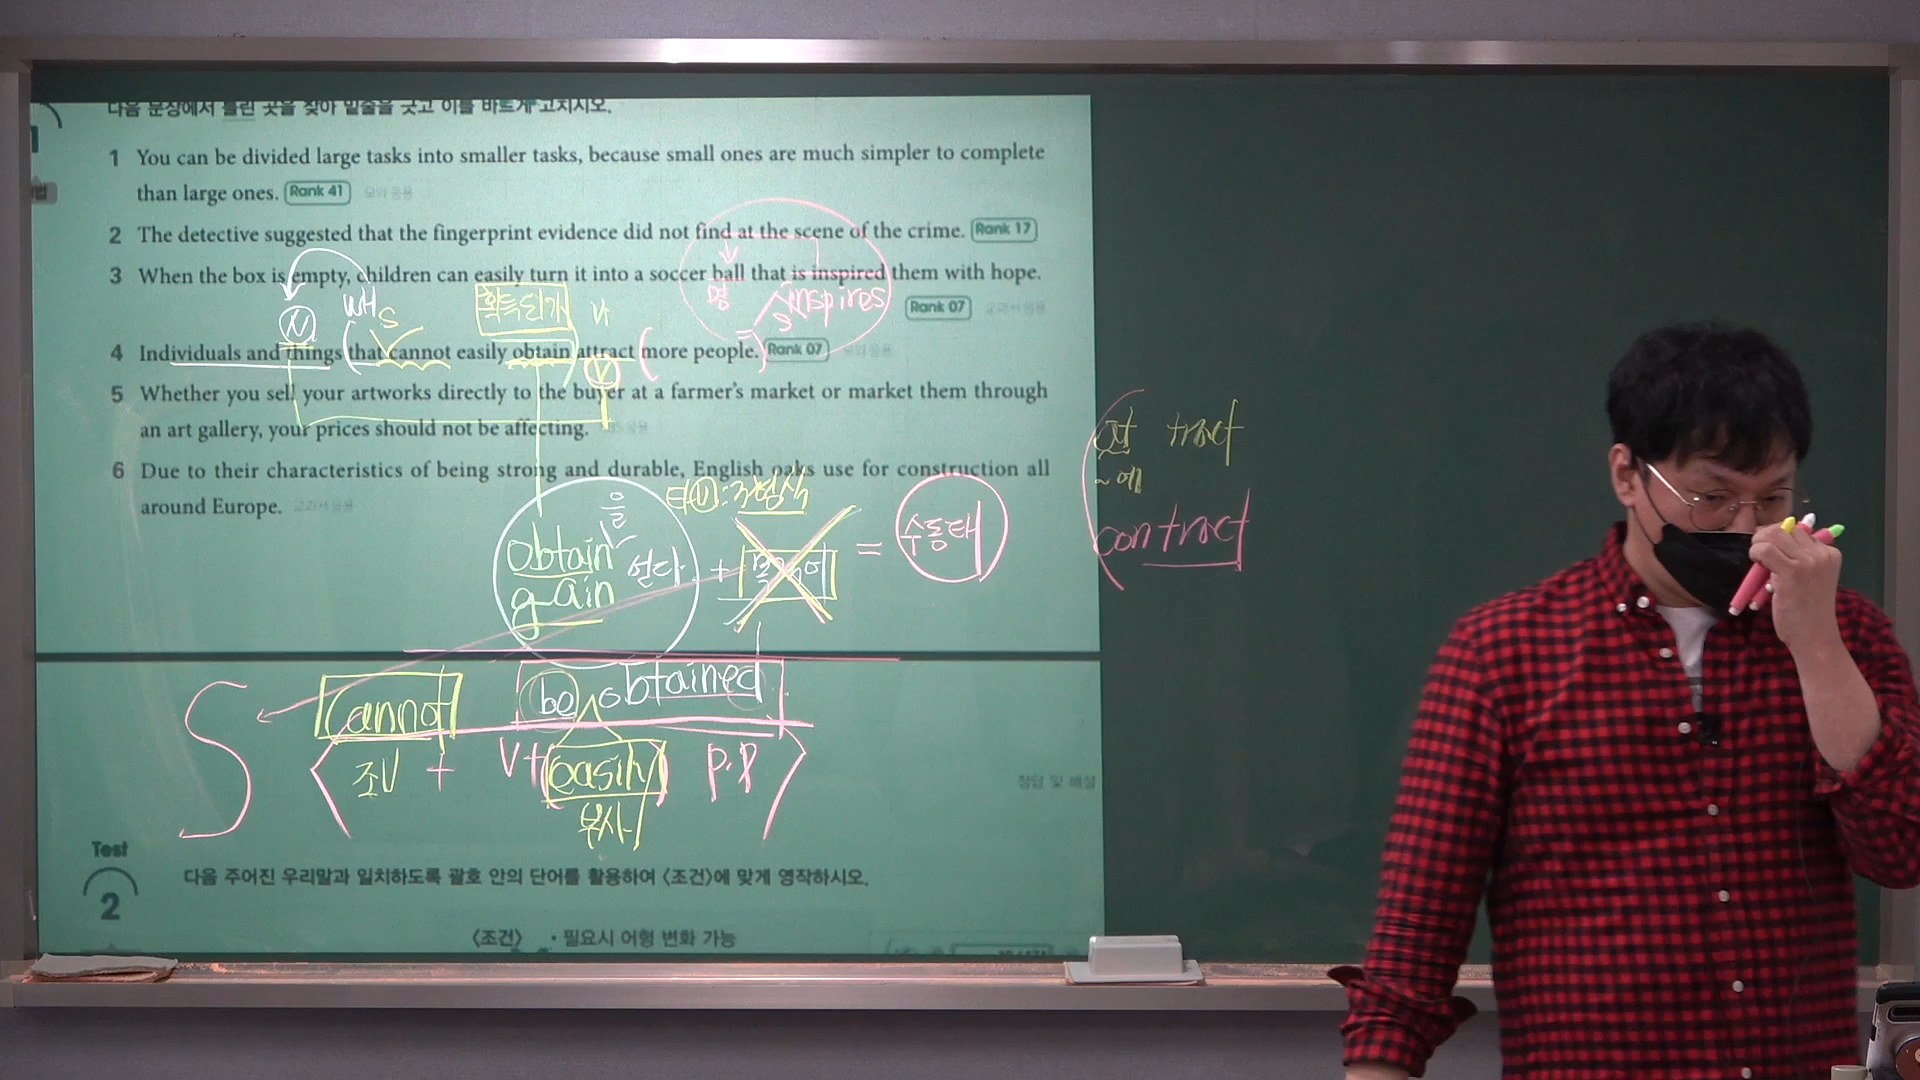 다음 문장에서 틀린 곳을 찾아 밑줄을 긋고 이를 바르게 고치시오.
1 You can be divided large tasks into smaller tasks, because small ones are much simpler to complete
than large ones. Rank 41
2 The detective suggested that the fingerprint evidence did not find at the scene of the crime. Rank 17
3 When the box is empty, children can easily turn it into a soccer ball that is inspired them with hope.
Rank 07
명 inspires
S
N
S
획득되기
V
4 Individuals and things that cannot easily obtain attract more people. Rank 07
V
5 Whether you sell your artworks directly to the buyer at a farmer's market or market them through
an art gallery, your prices should not be affecting.
6 Due to their characteristics of being strong and durable, English oaks use for construction all
around Europe.
at tract
~에
contract
을
타V : 3형식
obtain 얻다. + = 수동태
gain
S
cannot be obtained
조V + V+ easily p.p
부사
정답 및 해설
Test
2
다음 주어진 우리말과 일치하도록 괄호 안의 단어를 활용하여 〈조건〉에 맞게 영작하시오.
〈조건〉 • 필요시 어형 변화 가능